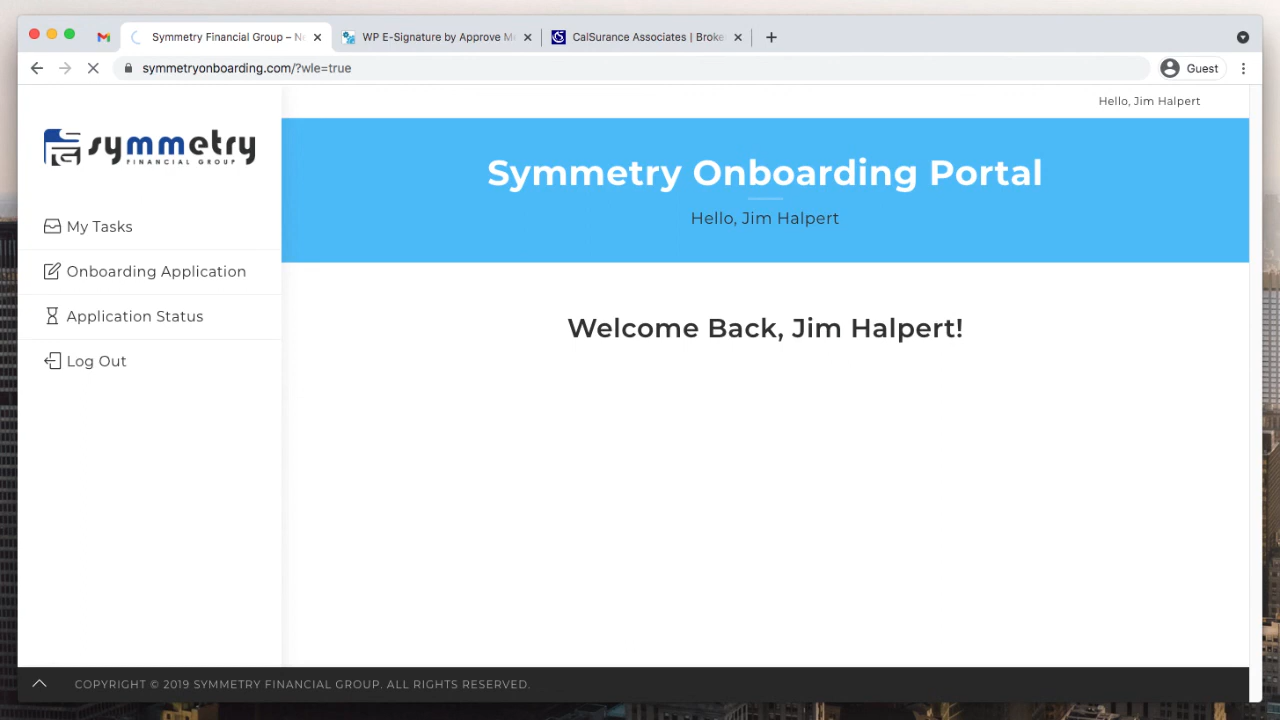 Symmetry Financial Group – Ne
WP E-Signature by Approve Me
CalSurance Associates | Broke
symmetryonboarding.com/?wle=true
Guest
Hello, Jim Halpert
symmetry
FINANCIAL GROUP
Symmetry Onboarding Portal
Hello, Jim Halpert
My Tasks
Onboarding Application
Application Status
Log Out
Welcome Back, Jim Halpert!
COPYRIGHT © 2019 SYMMETRY FINANCIAL GROUP. ALL RIGHTS RESERVED.